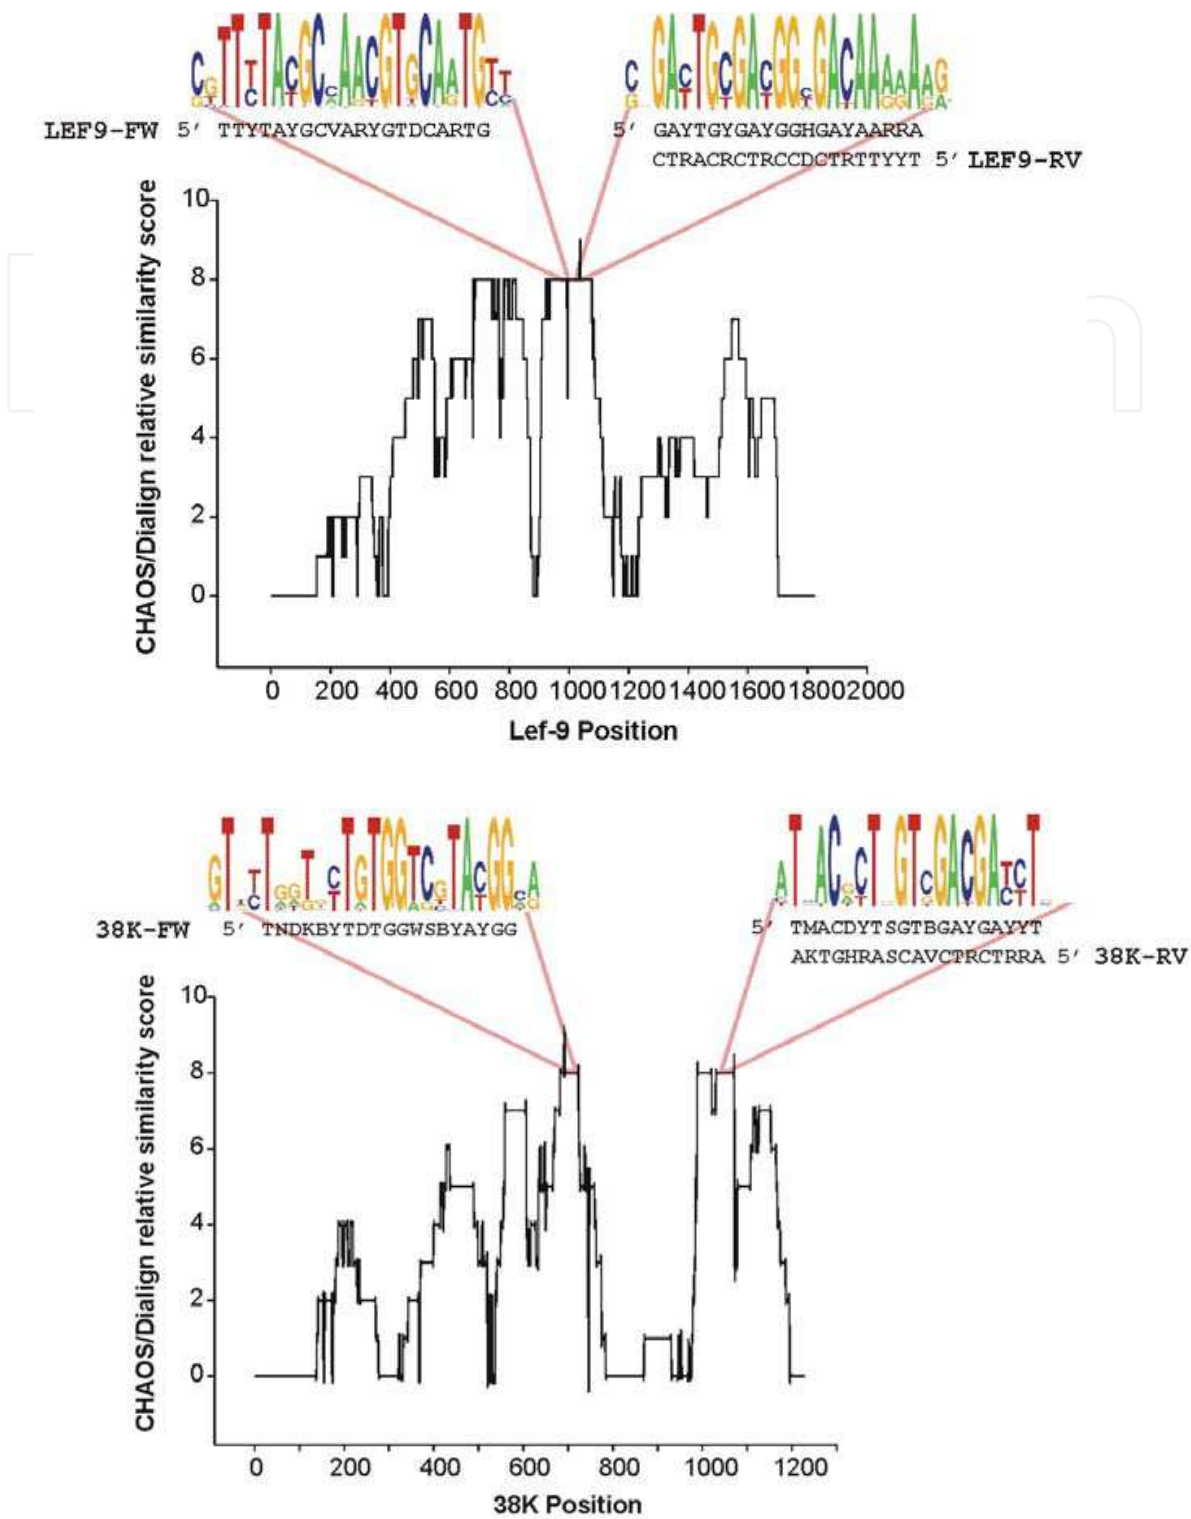 LEF9-FW 5′ TTYTAYGCVARYGTDCARTG
5′ GAYTGYGAYGGHGAYAARRA
CTRACRCTRCCDCTRTTYYT 5′ LEF9-RV
CHAOS/Dialign relative similarity score
10
8
6
4
2
0
0 200 400 600 800 1000 1200 1400 1600 1800 2000
Lef-9 Position
38K-FW 5′ TNDKBYTDTGGWSBYAYGG
5′ TMACDYTSGTBGAYGAYYT
AKTGHRASCAVCTRCTRRA 5′ 38K-RV
CHAOS/Dialign relative similarity score
10
8
6
4
2
0
0 200 400 600 800 1000 1200
38K Position